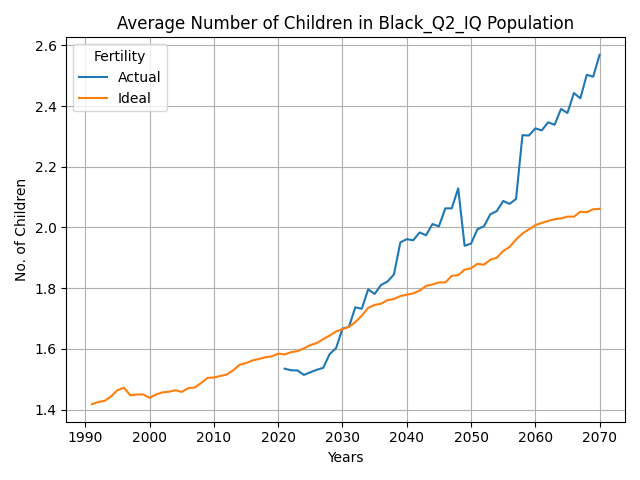 Average Number of Children in Black_Q2_IQ Population
Fertility
Actual
Ideal
No. of Children
2.6
2.4
2.2
2.0
1.8
1.6
1.4
1990 2000 2010 2020 2030 2040 2050 2060 2070
Years